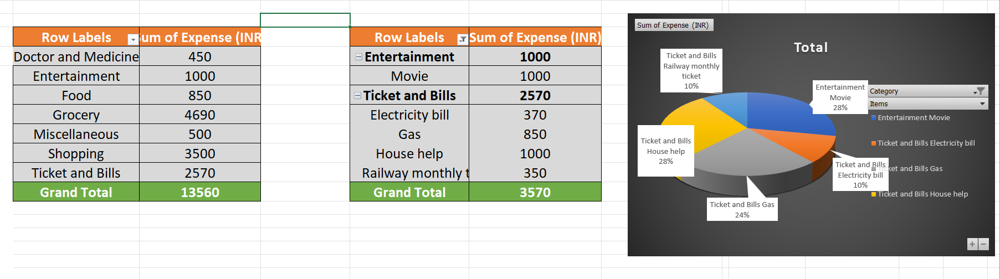 Row Labels Sum of Expense (INR
Doctor and Medicine 450
Entertainment 1000
Food 850
Grocery 4690
Miscellaneous 500
Shopping 3500
Ticket and Bills 2570
Grand Total 13560
Row Labels Sum of Expense (INR)
Entertainment 1000
Movie 1000
Ticket and Bills 2570
Electricity bill 370
Gas 850
House help 1000
Railway monthly t 350
Grand Total 3570
Sum of Expense (INR)
Total
Ticket and Bills
Railway monthly
ticket
10%
Entertainment
Movie
28%
Ticket and Bills
House help
28%
Ticket and Bills
Electricity bill
10%
Ticket and Bills Gas
24%
Category
Items
Entertainment Movie
Ticket and Bills Electricity bill
Ticket and Bills Gas
Ticket and Bills House help